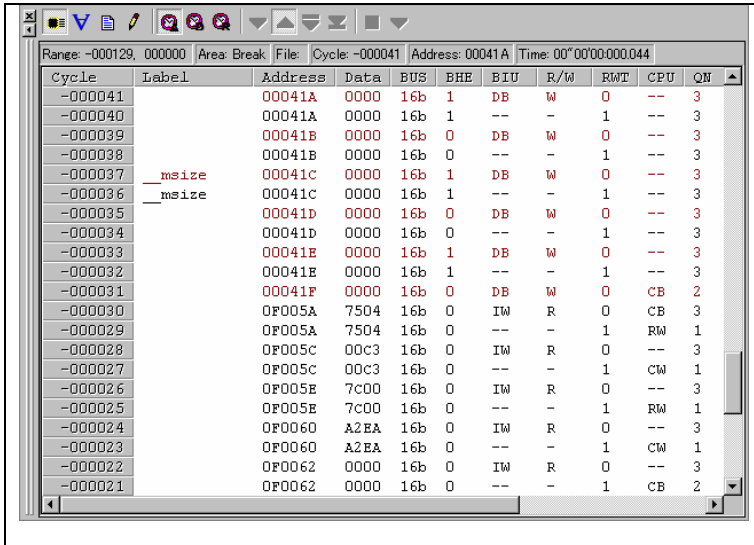 Range: -000129, 000000 Area: Break File: Cycle: -000041 Address: 00041A Time: 00"00'00:000.044
Cycle Label Address Data BUS BHE BIU R/W RWT CPU QN
-000041 00041A 0000 16b 1 DB W 0 -- 3
-000040 00041A 0000 16b 1 -- - 1 -- 3
-000039 00041B 0000 16b 0 DB W 0 -- 3
-000038 00041B 0000 16b 0 -- - 1 -- 3
-000037 __msize 00041C 0000 16b 1 DB W 0 -- 3
-000036 __msize 00041C 0000 16b 1 -- - 1 -- 3
-000035 00041D 0000 16b 0 DB W 0 -- 3
-000034 00041D 0000 16b 0 -- - 1 -- 3
-000033 00041E 0000 16b 1 DB W 0 -- 3
-000032 00041E 0000 16b 1 -- - 1 -- 3
-000031 00041F 0000 16b 0 DB W 0 CB 2
-000030 0F005A 7504 16b 0 IW R 0 CB 3
-000029 0F005A 7504 16b 0 -- - 1 RW 1
-000028 0F005C 00C3 16b 0 IW R 0 -- 3
-000027 0F005C 00C3 16b 0 -- - 1 CW 1
-000026 0F005E 7C00 16b 0 IW R 0 -- 3
-000025 0F005E 7C00 16b 0 -- - 1 RW 1
-000024 0F0060 A2EA 16b 0 IW R 0 -- 3
-000023 0F0060 A2EA 16b 0 -- - 1 CW 1
-000022 0F0062 0000 16b 0 IW R 0 -- 3
-000021 0F0062 0000 16b 0 -- - 1 CB 2